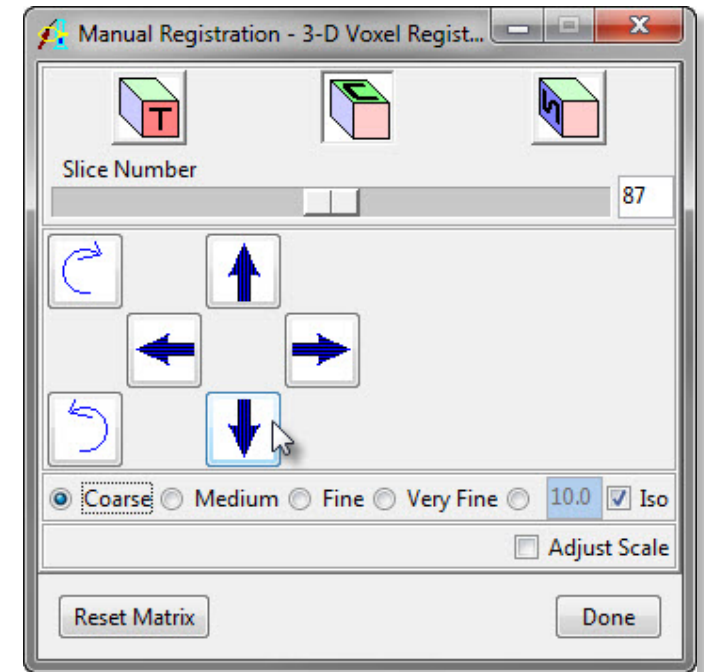 Manual Registration - 3-D Voxel Regist...
T
Slice Number
87
Coarse Medium Fine Very Fine 10.0 Iso
Adjust Scale
Reset Matrix Done